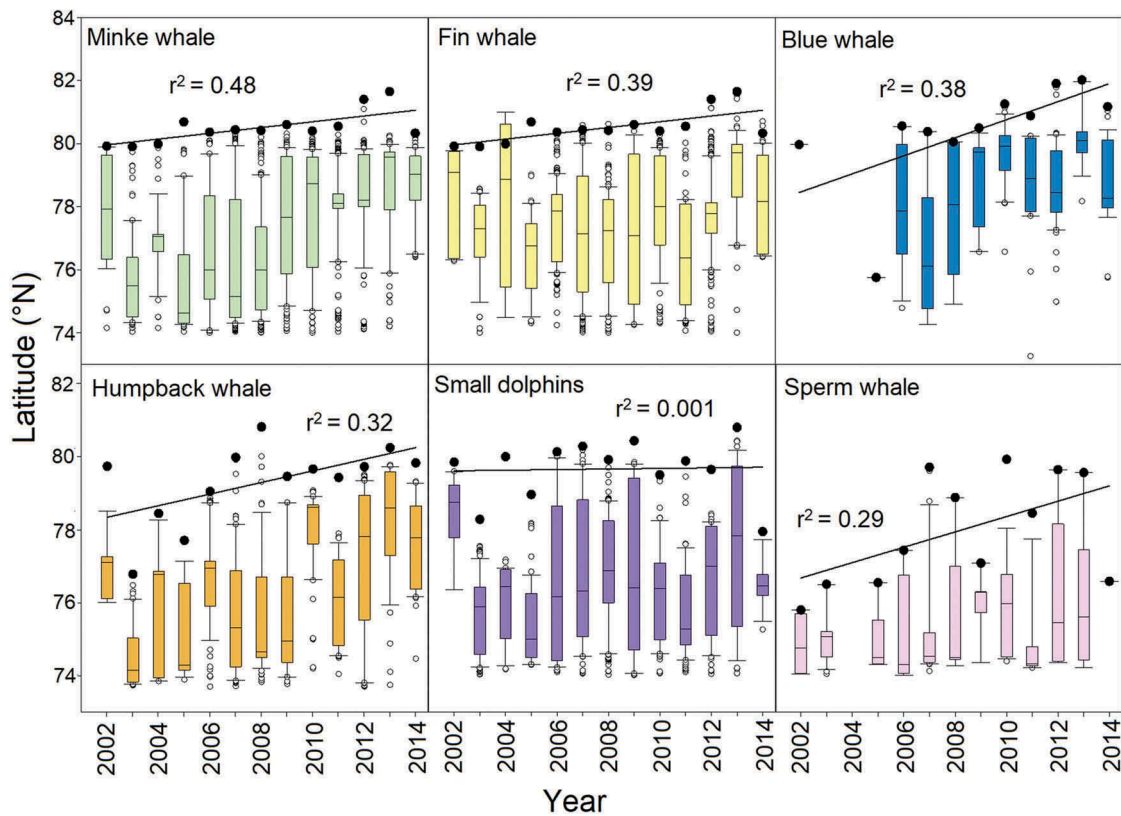 Minke whale
Fin whale
Blue whale
r² = 0.48
r² = 0.39
r² = 0.38
84
82
80
78
76
74
Humpback whale
Small dolphins
Sperm whale
r² = 0.32
r² = 0.001
r² = 0.29
82
80
78
76
74
Latitude (°N)
2002 2004 2006 2008 2010 2012 2014
2002 2004 2006 2008 2010 2012 2014
2002 2004 2006 2008 2010 2012 2014
Year